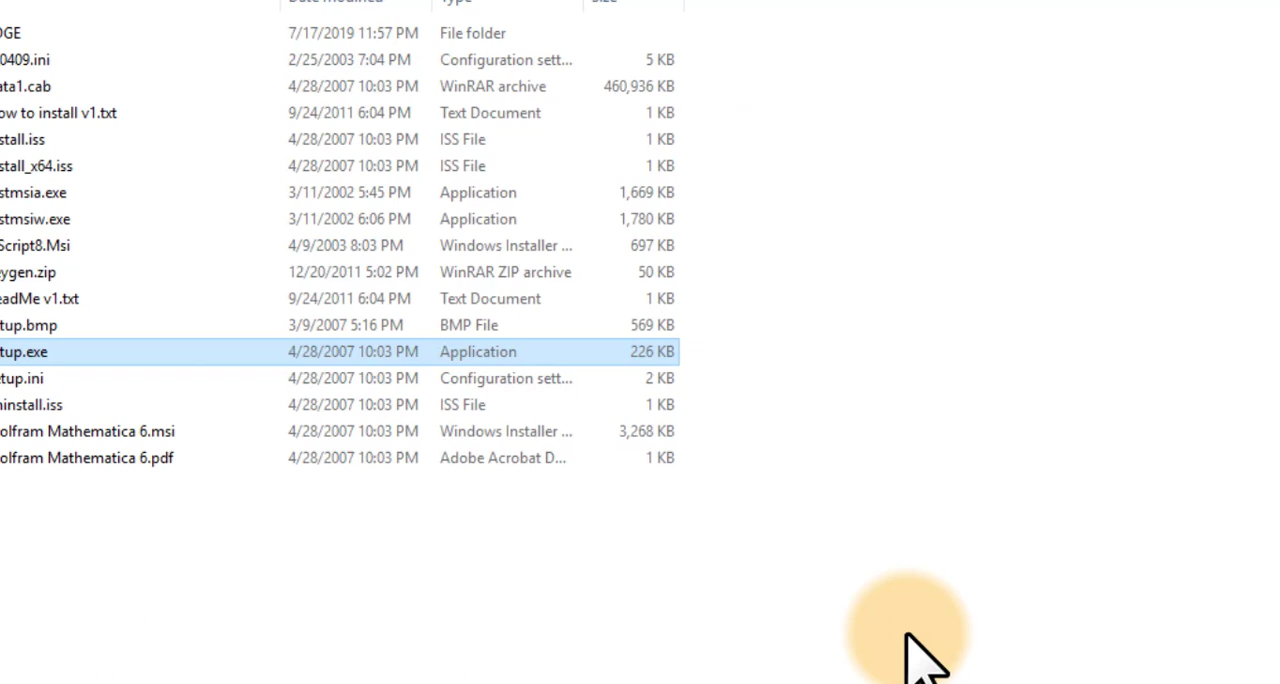 7/17/2019 11:57 PM File folder
0409.ini 2/25/2003 7:04 PM Configuration sett... 5 KB
ata1.cab 4/28/2007 10:03 PM WinRAR archive 460,936 KB
ow to install v1.txt 9/24/2011 6:04 PM Text Document 1 KB
stall.iss 4/28/2007 10:03 PM ISS File 1 KB
stall_x64.iss 4/28/2007 10:03 PM ISS File 1 KB
stmsia.exe 3/11/2002 5:45 PM Application 1,669 KB
stmsiw.exe 3/11/2002 6:06 PM Application 1,780 KB
Script8.Msi 4/9/2003 8:03 PM Windows Installer ... 697 KB
eygen.zip 12/20/2011 5:02 PM WinRAR ZIP archive 50 KB
eadMe v1.txt 9/24/2011 6:04 PM Text Document 1 KB
tup.bmp 3/9/2007 5:16 PM BMP File 569 KB
tup.exe 4/28/2007 10:03 PM Application 226 KB
etup.ini 4/28/2007 10:03 PM Configuration sett... 2 KB
ninstall.iss 4/28/2007 10:03 PM ISS File 1 KB
olfram Mathematica 6.msi 4/28/2007 10:03 PM Windows Installer ... 3,268 KB
olfram Mathematica 6.pdf 4/28/2007 10:03 PM Adobe Acrobat D... 1 KB